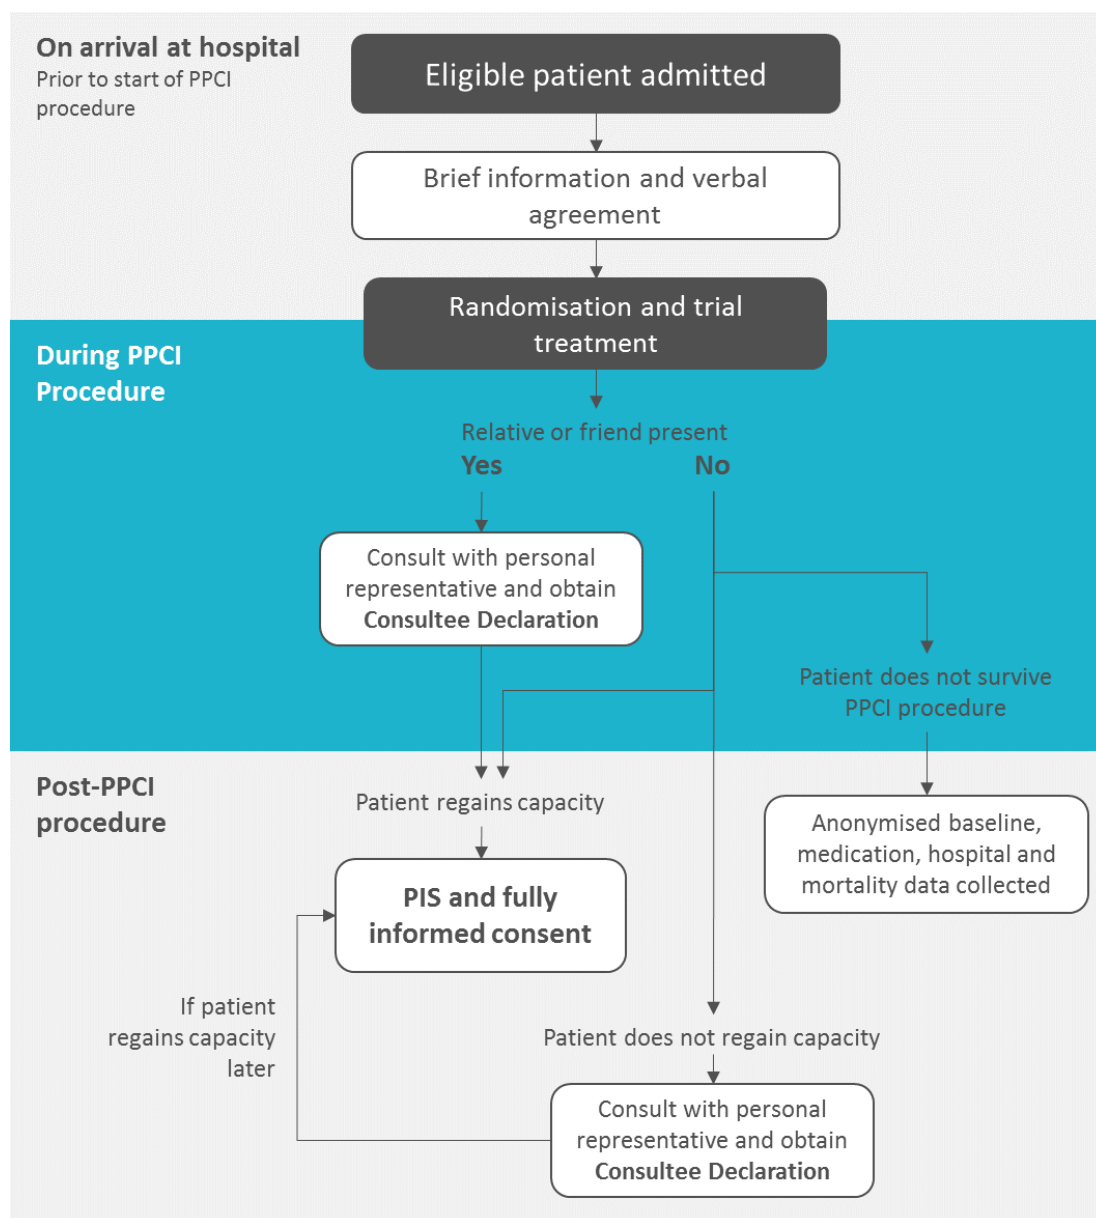 On arrival at hospital
Prior to start of PPCI
procedure
Eligible patient admitted
Brief information and verbal
agreement
Randomisation and trial
treatment
During PPCI
Procedure
Relative or friend present
Yes
No
Consult with personal
representative and obtain
Consultee Declaration
Patient does not survive
PPCI procedure
Post-PPCI
procedure
Patient regains capacity
Anonymised baseline,
medication, hospital and
mortality data collected
PIS and fully
informed consent
If patient
regains capacity
later
Patient does not regain capacity
Consult with personal
representative and obtain
Consultee Declaration